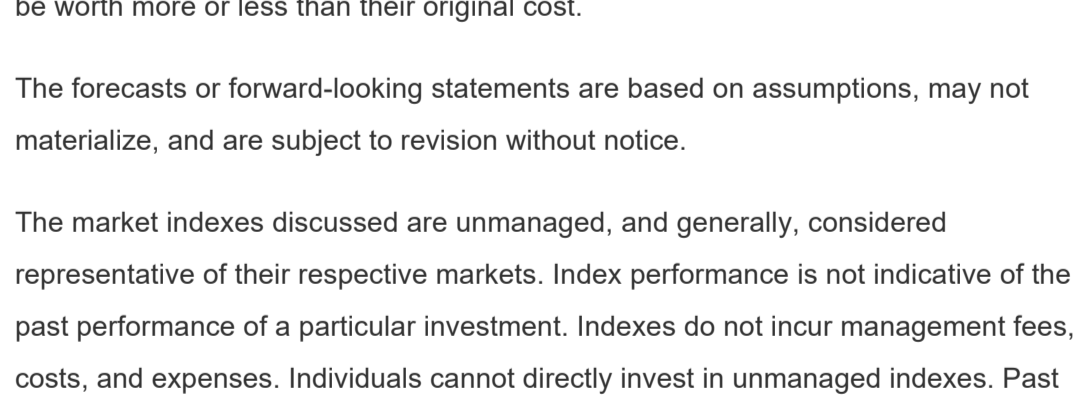 be worth more or less than their original cost.
The forecasts or forward-looking statements are based on assumptions, may not
materialize, and are subject to revision without notice.
The market indexes discussed are unmanaged, and generally, considered
representative of their respective markets. Index performance is not indicative of the
past performance of a particular investment. Indexes do not incur management fees,
costs, and expenses. Individuals cannot directly invest in unmanaged indexes. Past